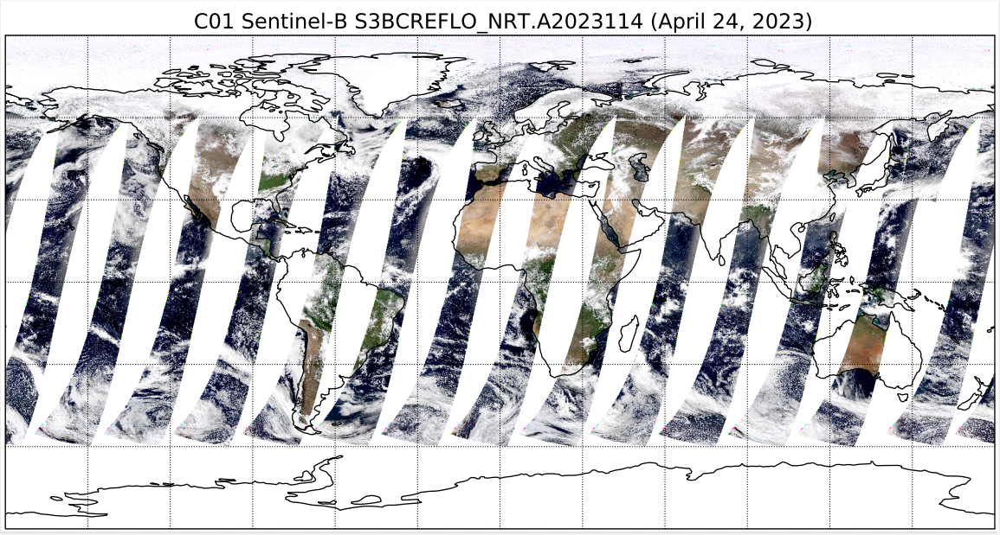 C01 Sentinel-B S3BCREFLO_NRT.A2023114 (April 24, 2023)